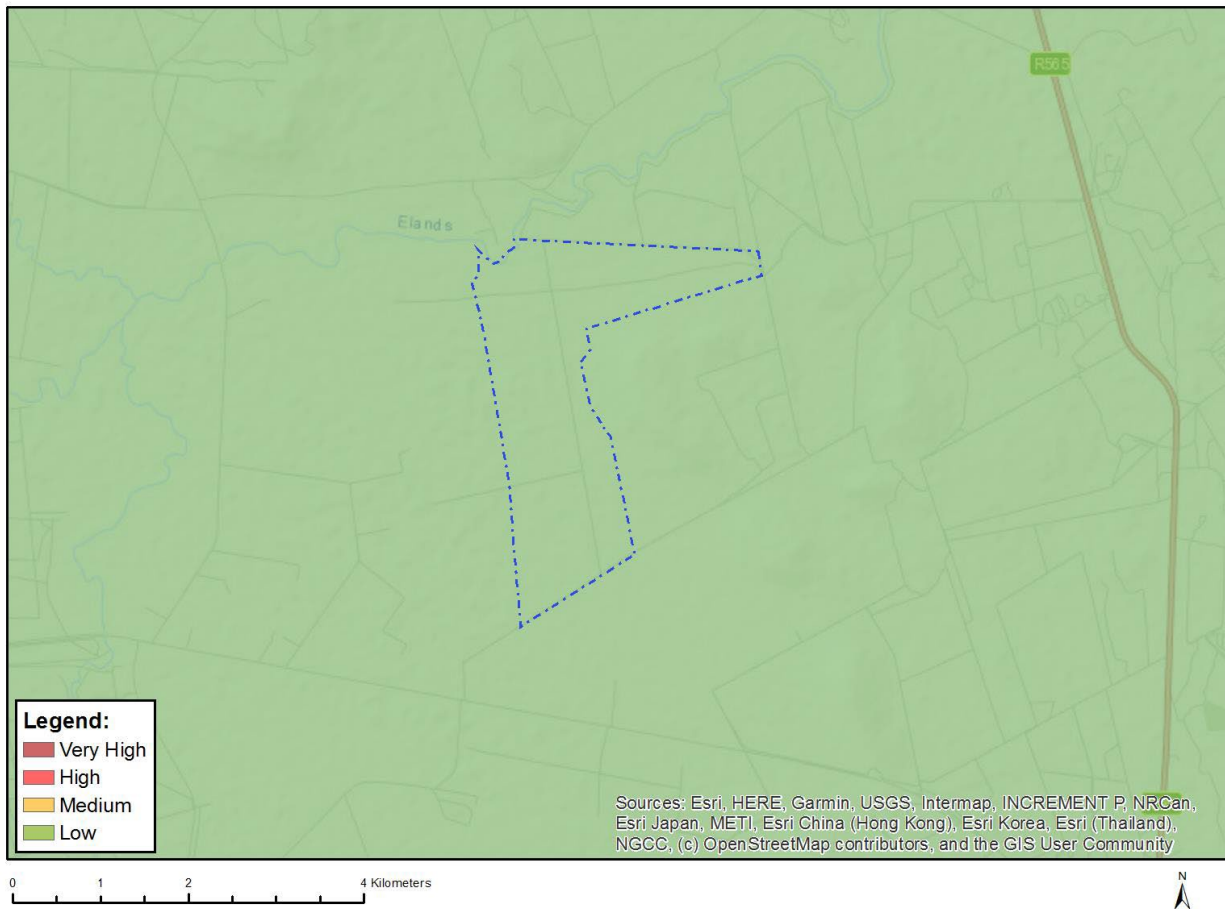 R565
Elands
Legend:
Very High
High
Medium
Low
Sources: Esri, HERE, Garmin, USGS, Intermap, INCREMENT P, NRCan,
Esri Japan, METI, Esri China (Hong Kong), Esri Korea, Esri (Thailand),
NGCC, (c) OpenStreetMap contributors, and the GIS User Community
0 1 2 4 Kilometers
N